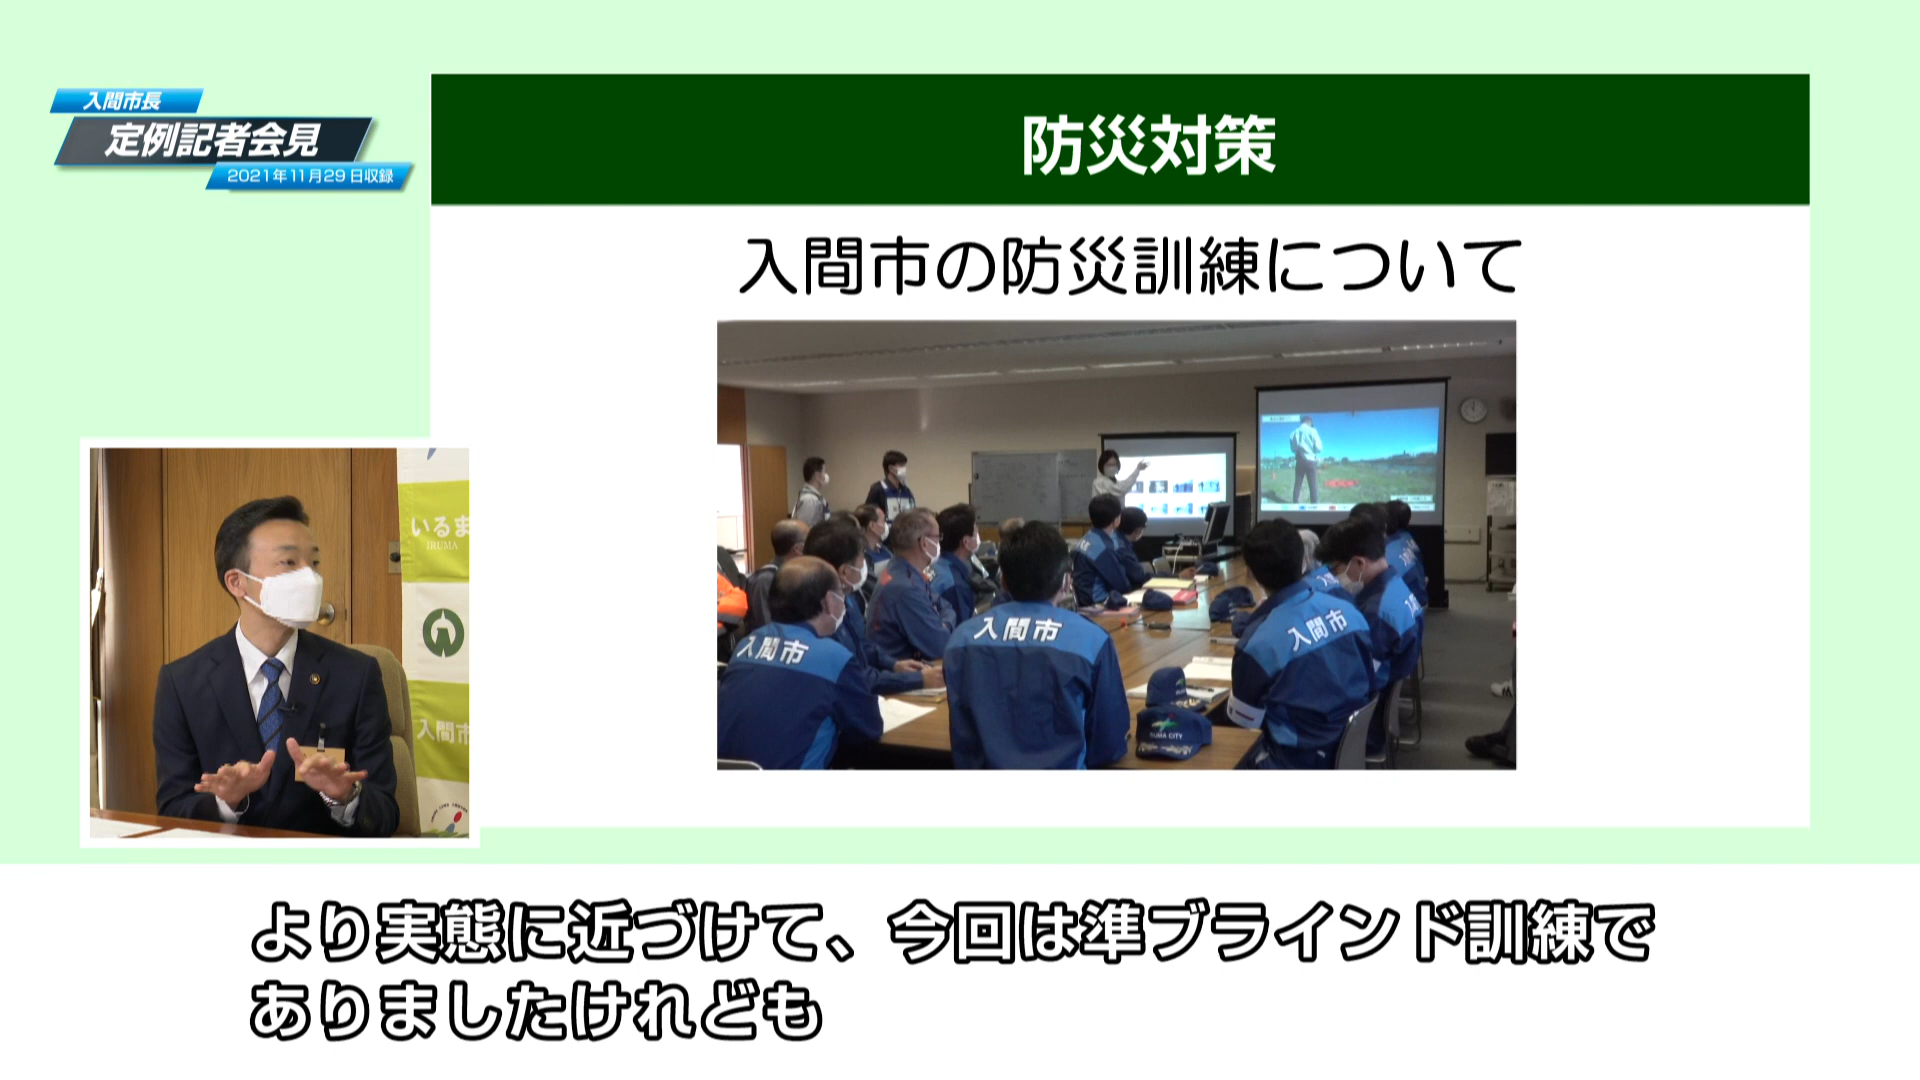 入間市長
定例記者会見
2021年11月29日収録
防災対策
入間市の防災訓練について
いるま
IRUMA
入間市
入間市
入間市
入間市
IRUMA CITY
より実態に近づけて、今回は準ブラインド訓練で
ありましたけれども